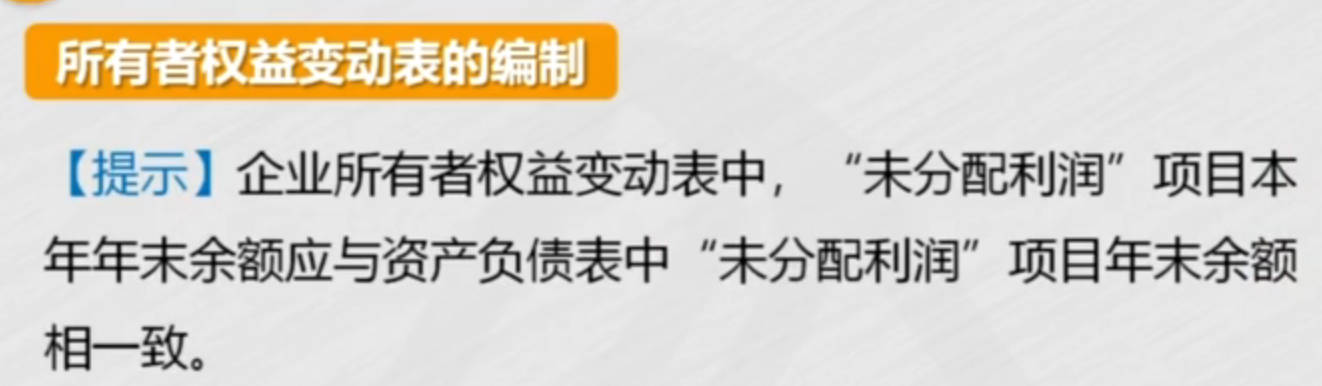 所有者权益变动表的编制
【提示】企业所有者权益变动表中，“未分配利润”项目本
年年末余额应与资产负债表中“未分配利润”项目年末余额
相一致。